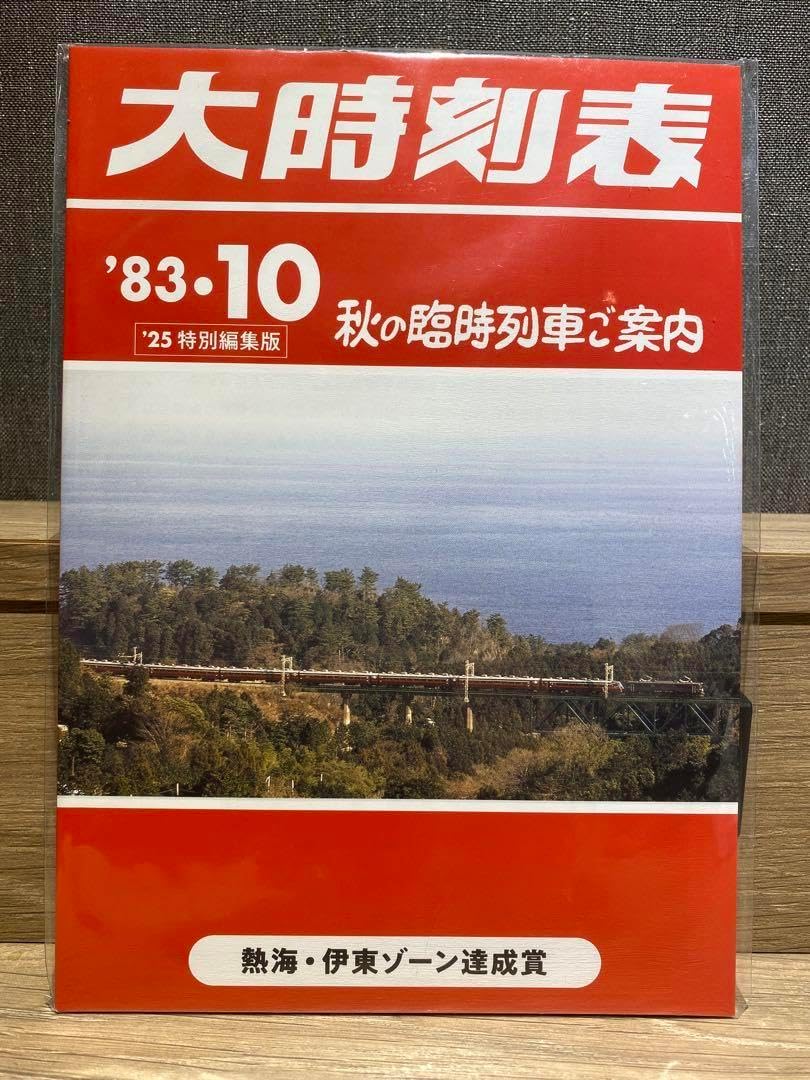 大時刻表
'83・10
'25 特別編集版
秋の臨時列車ご案内
熱海・伊東ゾーン達成賞